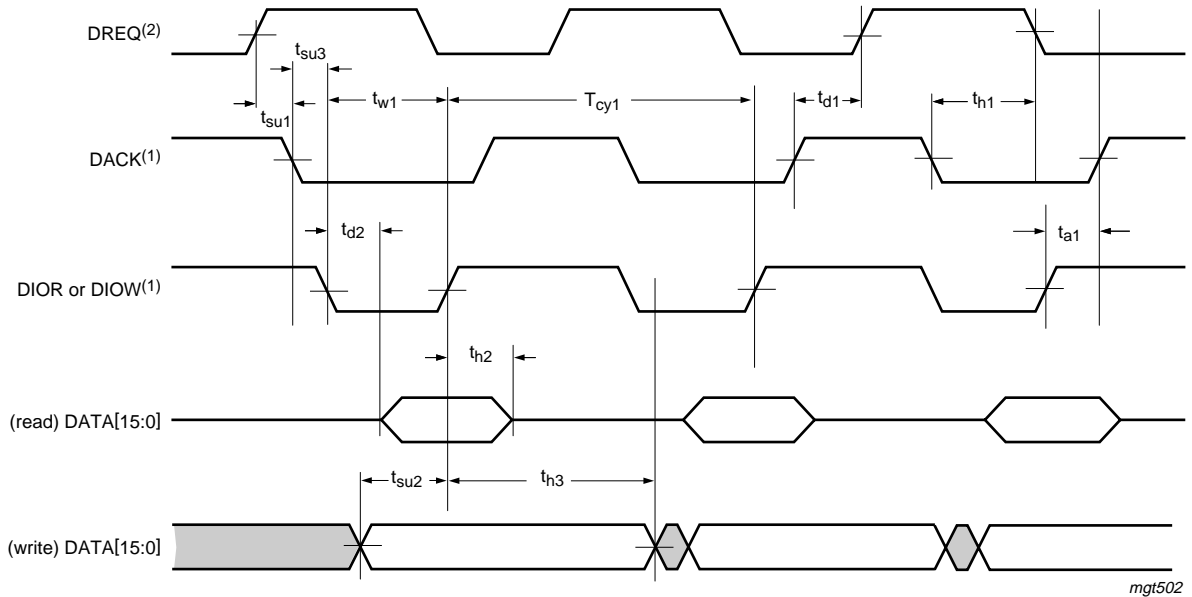 DREQ(2)
tsu3
tw1
Tcy1
td1
th1
tsu1
DACK(1)
td2
ta1
DIOR or DIOW(1)
th2
(read) DATA[15:0]
tsu2
th3
(write) DATA[15:0]
mgt502